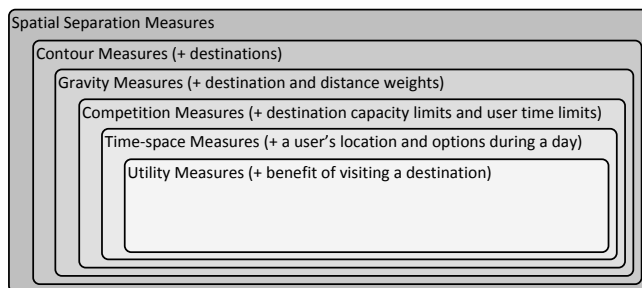 Spatial Separation Measures
Contour Measures (+ destinations)
Gravity Measures (+ destination and distance weights)
Competition Measures (+ destination capacity limits and user time limits)
Time-space Measures (+ a user’s location and options during a day)
Utility Measures (+ benefit of visiting a destination)